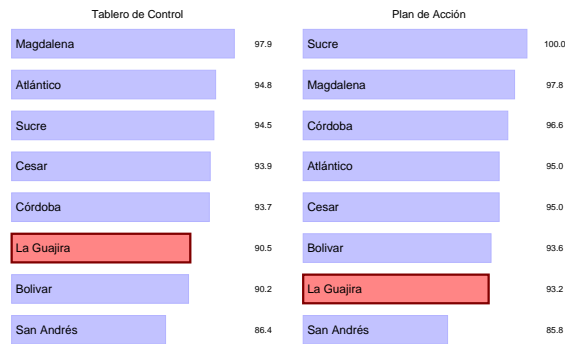 Tablero de Control
Magdalena 97.9
Atlántico 94.8
Sucre 94.5
Cesar 93.9
Córdoba 93.7
La Guajira 90.5
Bolivar 90.2
San Andrés 86.4
Plan de Acción
Sucre 100.0
Magdalena 97.8
Córdoba 96.6
Atlántico 95.0
Cesar 95.0
Bolivar 93.6
La Guajira 93.2
San Andrés 85.8